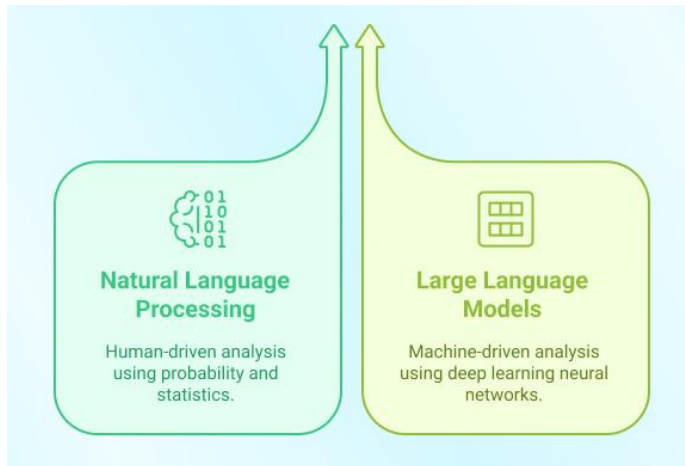 01
10
01
01
Natural Language
Processing
Human-driven analysis
using probability and
statistics.
Large Language
Models
Machine-driven analysis
using deep learning neural
networks.